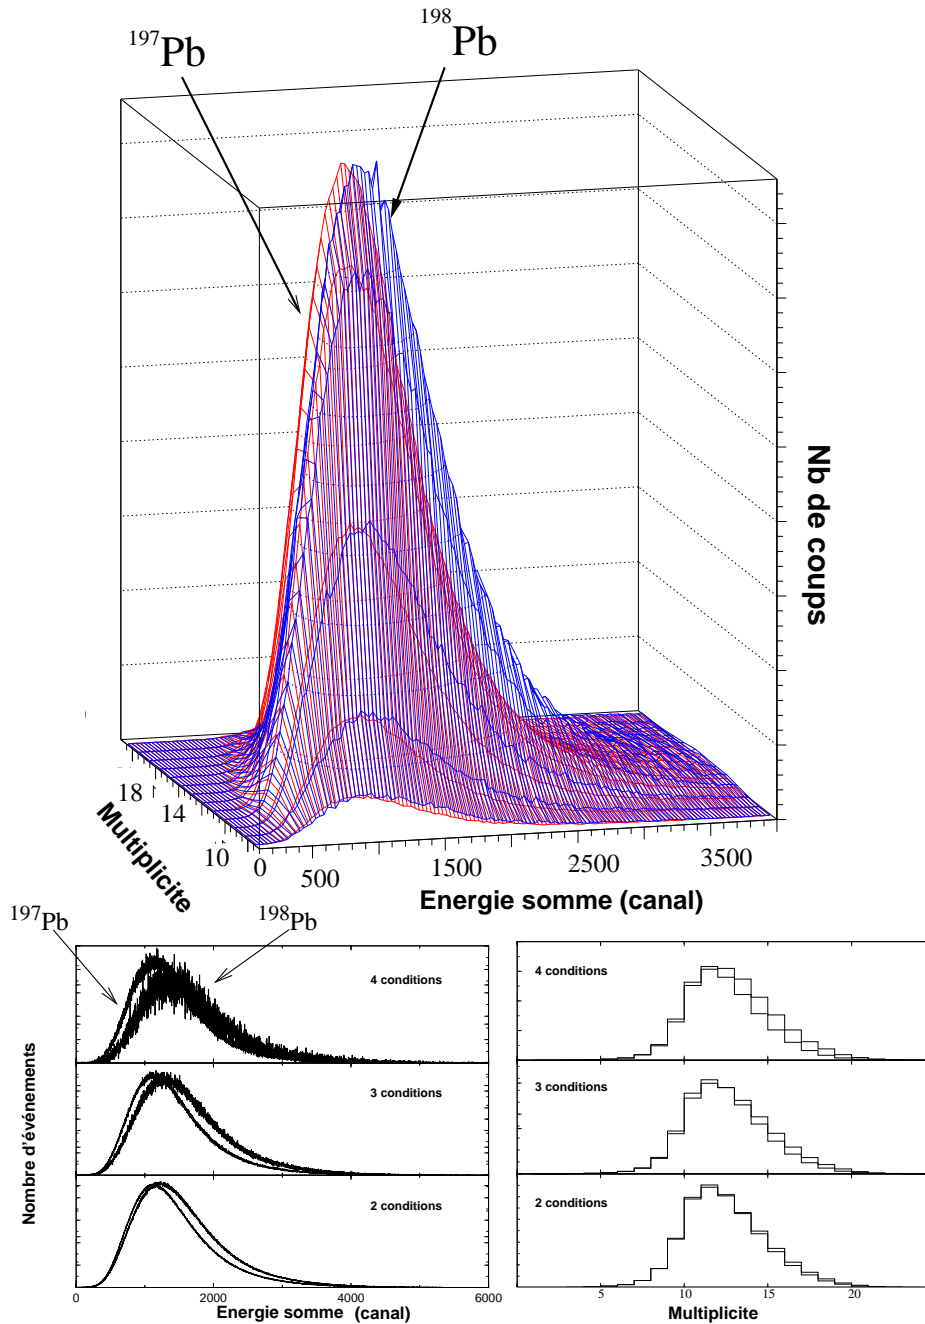 197Pb
198Pb
Nb de coups
18
14
10
Multiplicite
0
500
1500
2500
3500
Energie somme (canal)
197Pb
198Pb
4 conditions
3 conditions
2 conditions
Nombre d'événements
0
2000
4000
6000
Energie somme (canal)
4 conditions
3 conditions
2 conditions
5
10
15
20
Multiplicite